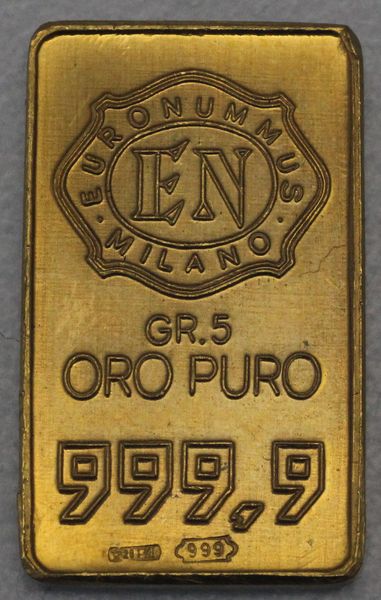 EURONUMMUS
EN
MILANO
GR.5
ORO PURO
999,9
999